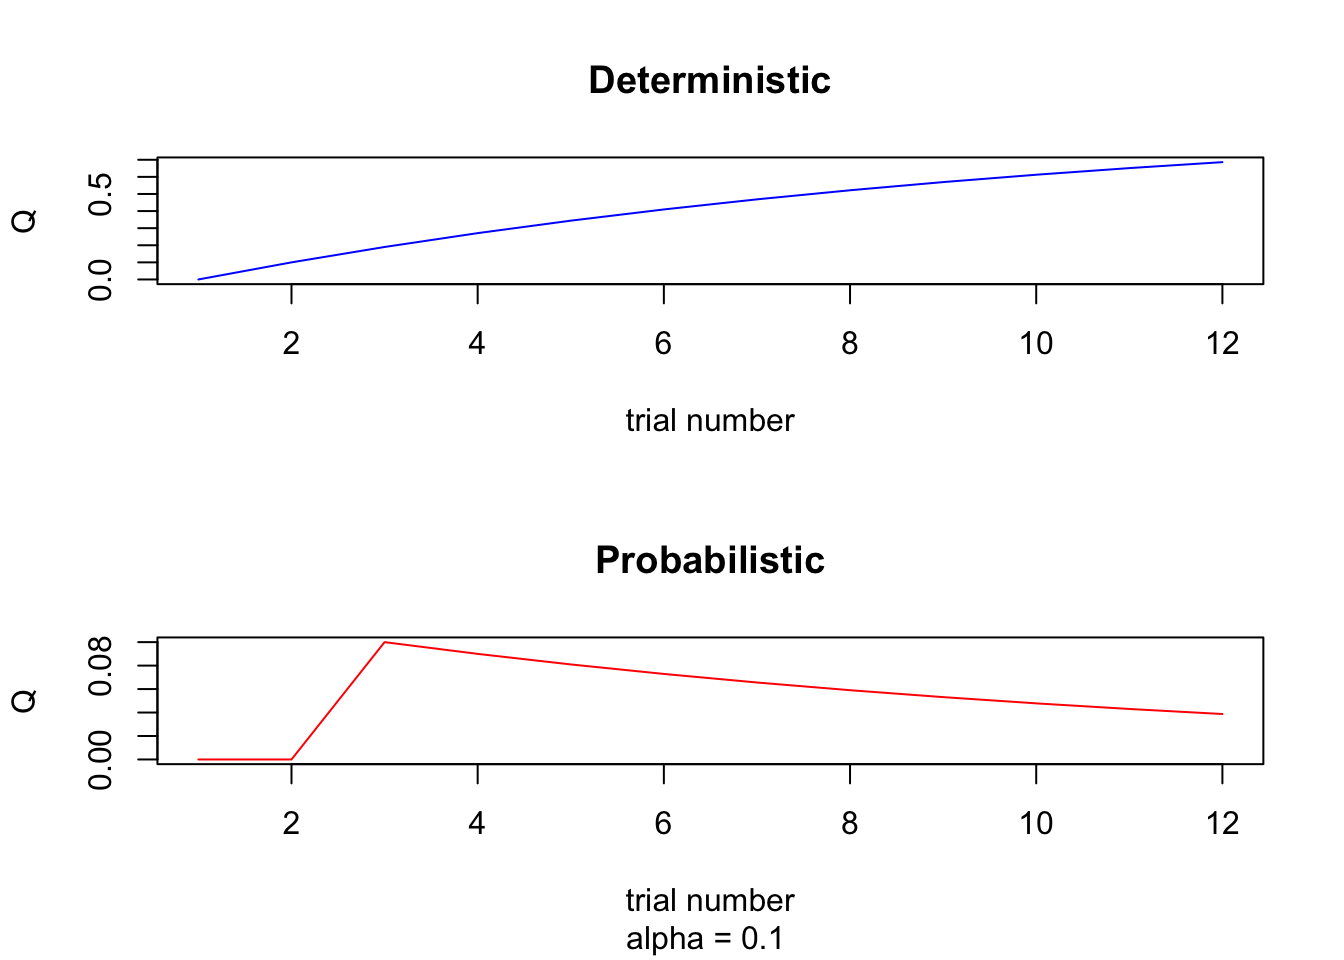 Deterministic
Q
0.5
0.0
2 4 6 8 10 12
trial number
Probabilistic
Q
0.08
0.00
2 4 6 8 10 12
trial number
alpha = 0.1